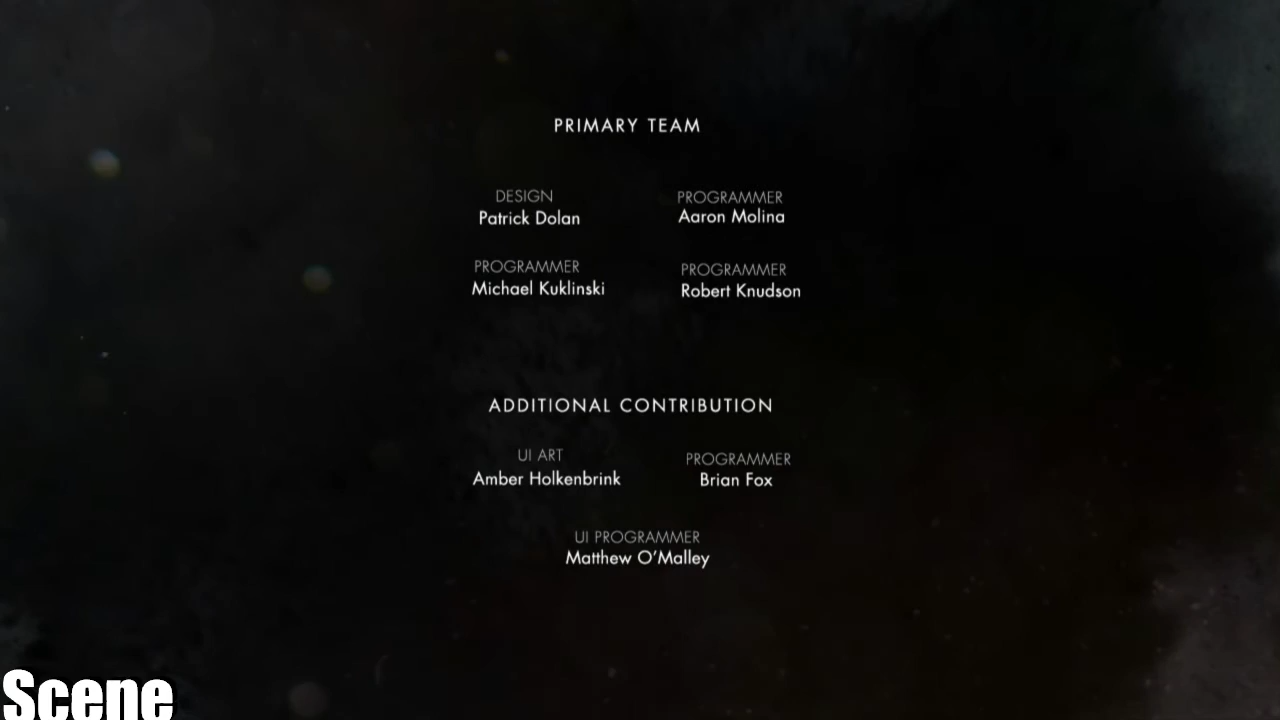 PRIMARY TEAM
DESIGN
Patrick Dolan
PROGRAMMER
Aaron Molina
PROGRAMMER
Michael Kuklinski
PROGRAMMER
Robert Knudson
ADDITIONAL CONTRIBUTION
UI ART
Amber Holkenbrink
PROGRAMMER
Brian Fox
UI PROGRAMMER
Matthew O’Malley
Scene